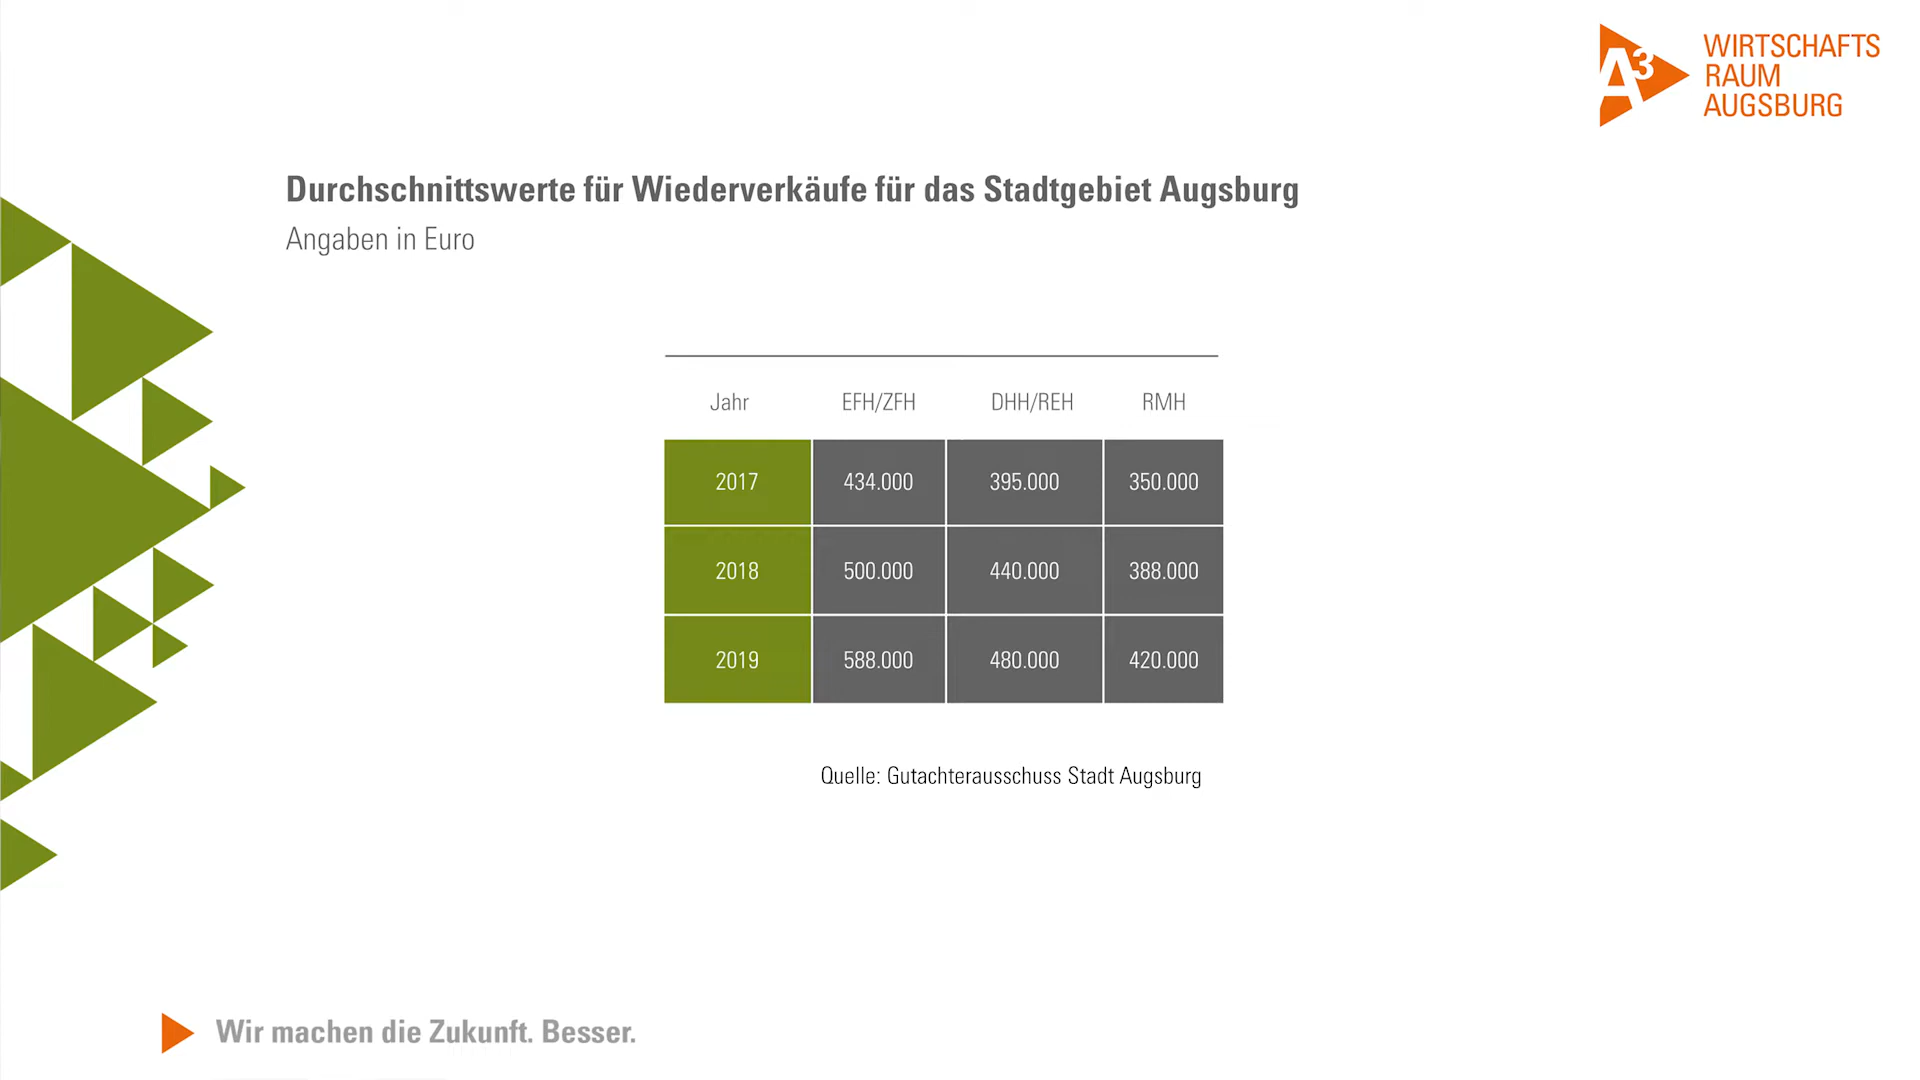 A3
WIRTSCHAFTS
RAUM
AUGSBURG
Durchschnittswerte für Wiederverkäufe für das Stadtgebiet Augsburg
Angaben in Euro
Jahr EFH/ZFH DHH/REH RMH
2017 434.000 395.000 350.000
2018 500.000 440.000 388.000
2019 588.000 480.000 420.000
Quelle: Gutachterausschuss Stadt Augsburg
Wir machen die Zukunft. Besser.